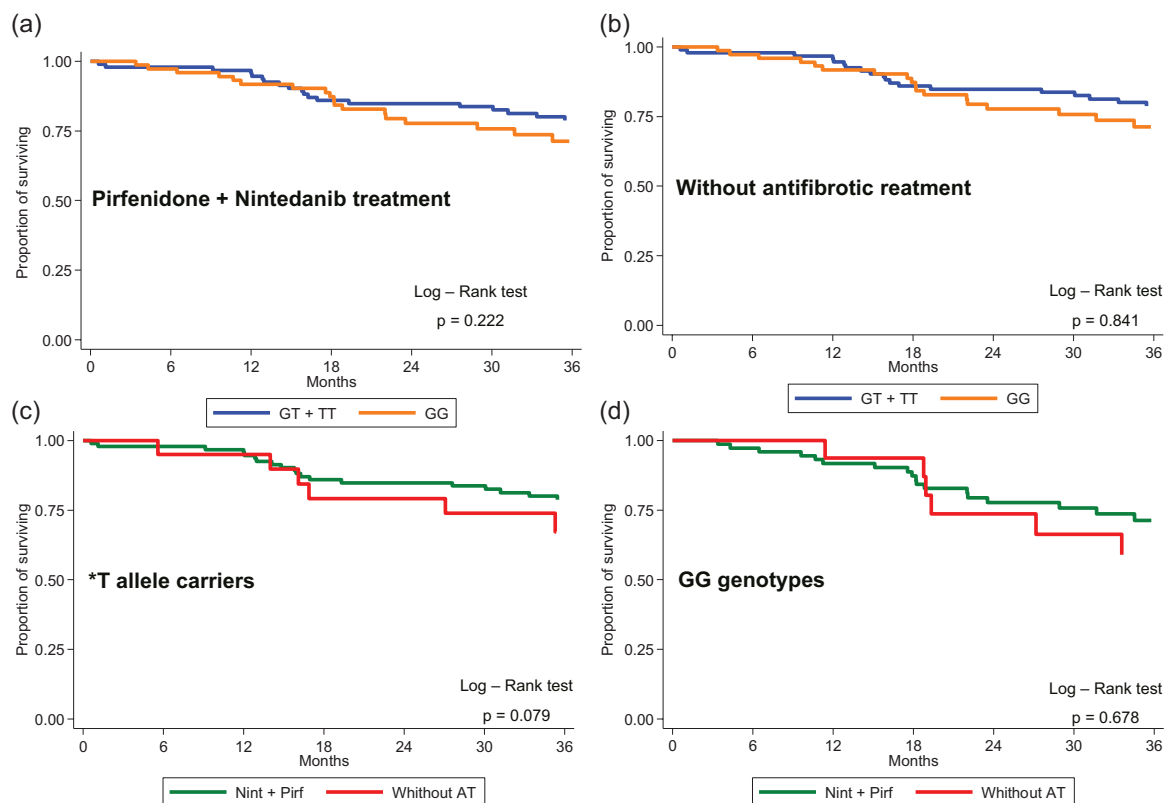 (a)
1.00
0.75
0.50
0.25
0.00
Proportion of surviving
Pirfenidone + Nintedanib treatment
Log – Rank test
p = 0.222
0 6 12 18 24 30 36
Months
GT + TT GG
(b)
1.00
0.75
0.50
0.25
0.00
Proportion of surviving
Without antifibrotic reatment
Log – Rank test
p = 0.841
0 6 12 18 24 30 36
Months
GT + TT GG
(c)
1.00
0.75
0.50
0.25
0.00
Proportion of surviving
*T allele carriers
Log – Rank test
p = 0.079
0 6 12 18 24 30 36
Months
Nint + Pirf Whithout AT
(d)
1.00
0.75
0.50
0.25
0.00
Proportion of surviving
GG genotypes
Log – Rank test
p = 0.678
0 6 12 18 24 30 36
Months
Nint + Pirf Whithout AT